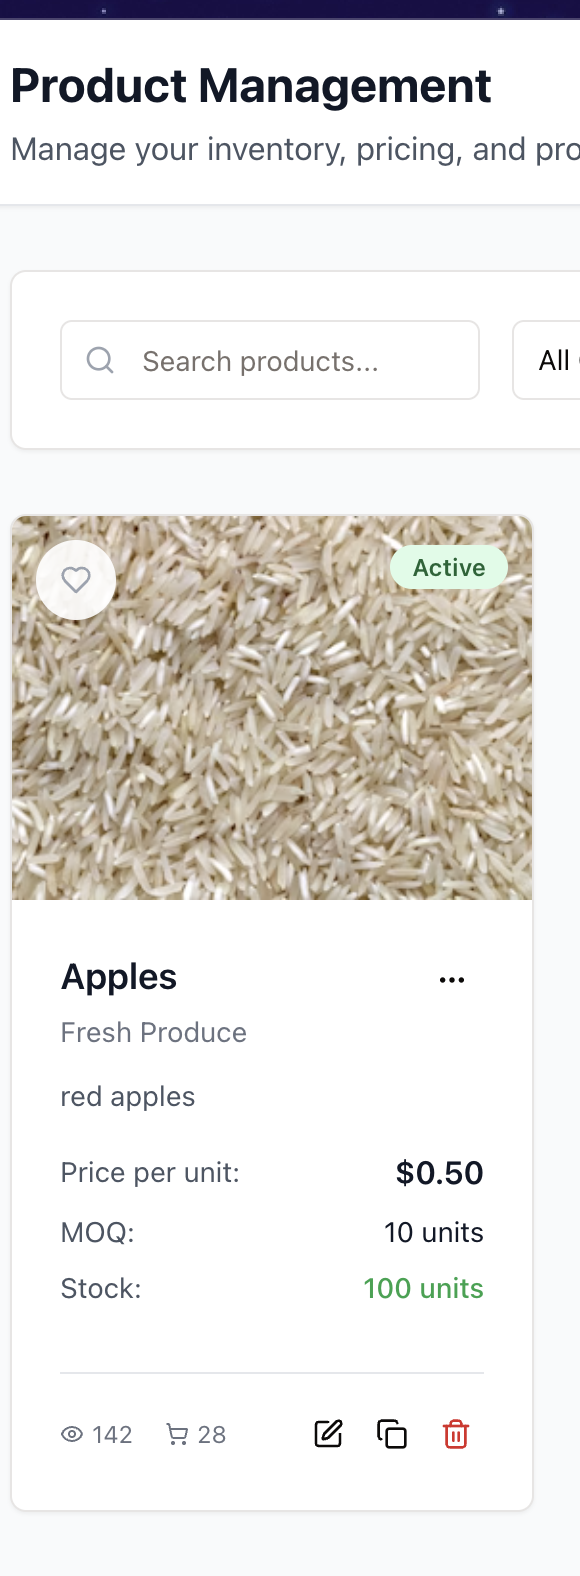 Product Management
Manage your inventory, pricing, and pro
Search products...
All
Active
Apples
...
Fresh Produce
red apples
Price per unit: $0.50
MOQ: 10 units
Stock: 100 units
142 28